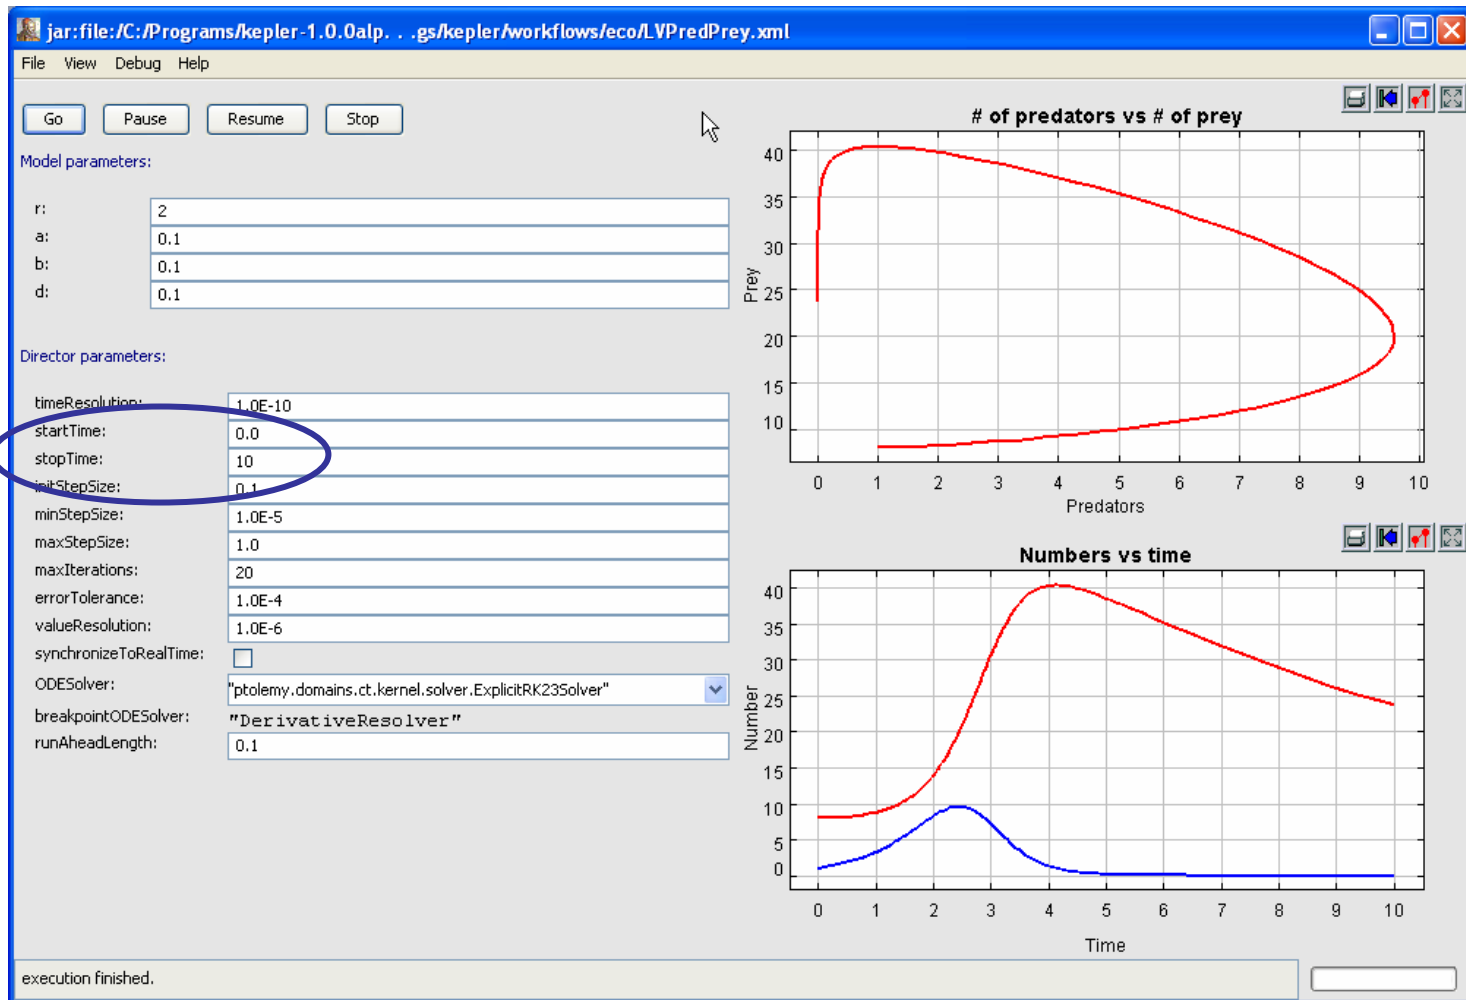 jar:file:/C:/Programs/kepler-1.0.0alp. . .gs/kepler/workflows/eco/LVPredPrey.xml
File View Debug Help
Go Pause Resume Stop
Model parameters:
r: 2
a: 0.1
b: 0.1
d: 0.1
Director parameters:
timeResolution: 1.0E-10
startTime: 0.0
stopTime: 10
initStepSize: 0.1
minStepSize: 1.0E-5
maxStepSize: 1.0
maxIterations: 20
errorTolerance: 1.0E-4
valueResolution: 1.0E-6
synchronizeToRealTime:
ODESolver: "ptolemy.domains.ct.kernel.solver.ExplicitRK23Solver"
breakpointODESolver: "DerivativeResolver"
runAheadLength: 0.1
# of predators vs # of prey
Prey
40
35
30
25
20
15
10
0 1 2 3 4 5 6 7 8 9 10
Predators
Numbers vs time
Number
40
35
30
25
20
15
10
5
0
0 1 2 3 4 5 6 7 8 9 10
Time
execution finished.